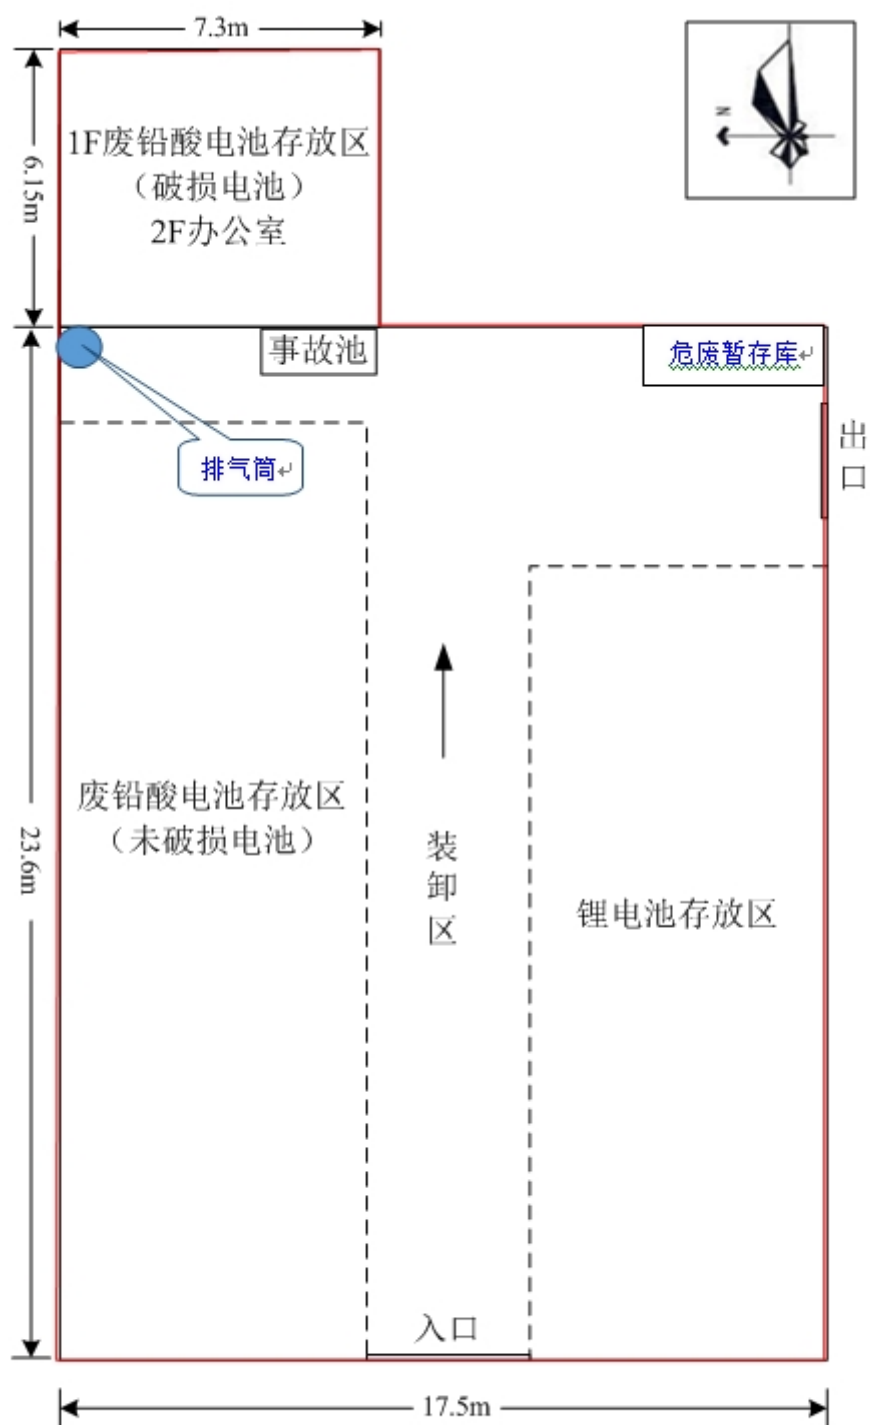 7.3m
N
6.15m
1F废铅酸电池存放区
（破损电池）
2F办公室
事故池
危废暂存库
出口
排气筒
废铅酸电池存放区
（未破损电池）
23.6m
装卸区
锂电池存放区
入口
17.5m